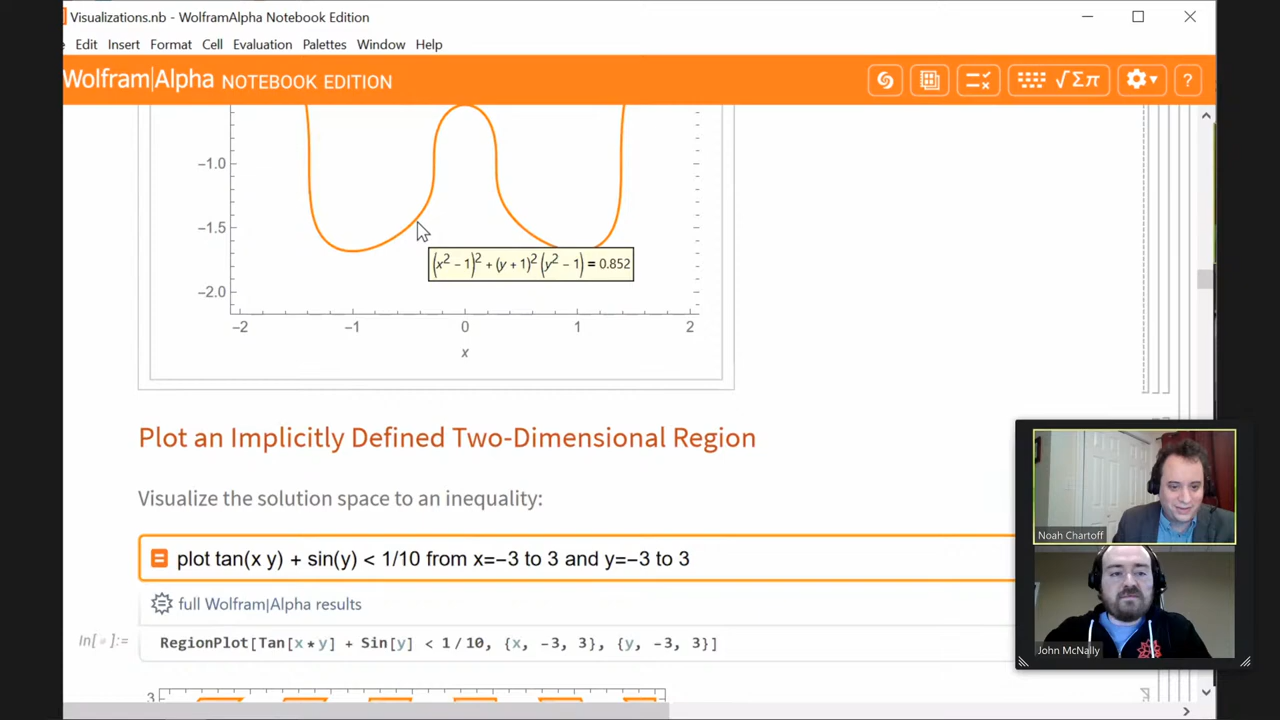 Visualizations.nb - WolframAlpha Notebook Edition
Edit Insert Format Cell Evaluation Palettes Window Help
Wolfram|Alpha NOTEBOOK EDITION
√Σπ
?
−1.0
−1.5
(x² − 1)² + (y + 1)² (y² − 1) = 0.852
−2.0
−2 −1 0 1 2
x
Plot an Implicitly Defined Two-Dimensional Region
Visualize the solution space to an inequality:
plot tan(x y) + sin(y) < 1/10 from x=−3 to 3 and y=−3 to 3
full Wolfram|Alpha results
In[ ]:= RegionPlot[Tan[x * y] + Sin[y] < 1 / 10, {x, -3, 3}, {y, -3, 3}]
3
Noah Chartoff
John McNally